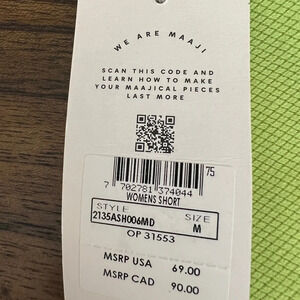 WE ARE MAAJI
SCAN THIS CODE AND
LEARN HOW TO MAKE
YOUR MAAJICAL PIECES
LAST MORE
75
7 702781 374044
WOMENS SHORT
STYLE SIZE
2135ASH006MD M
OP 31553
MSRP USA 69.00
MSRP CAD 90.00